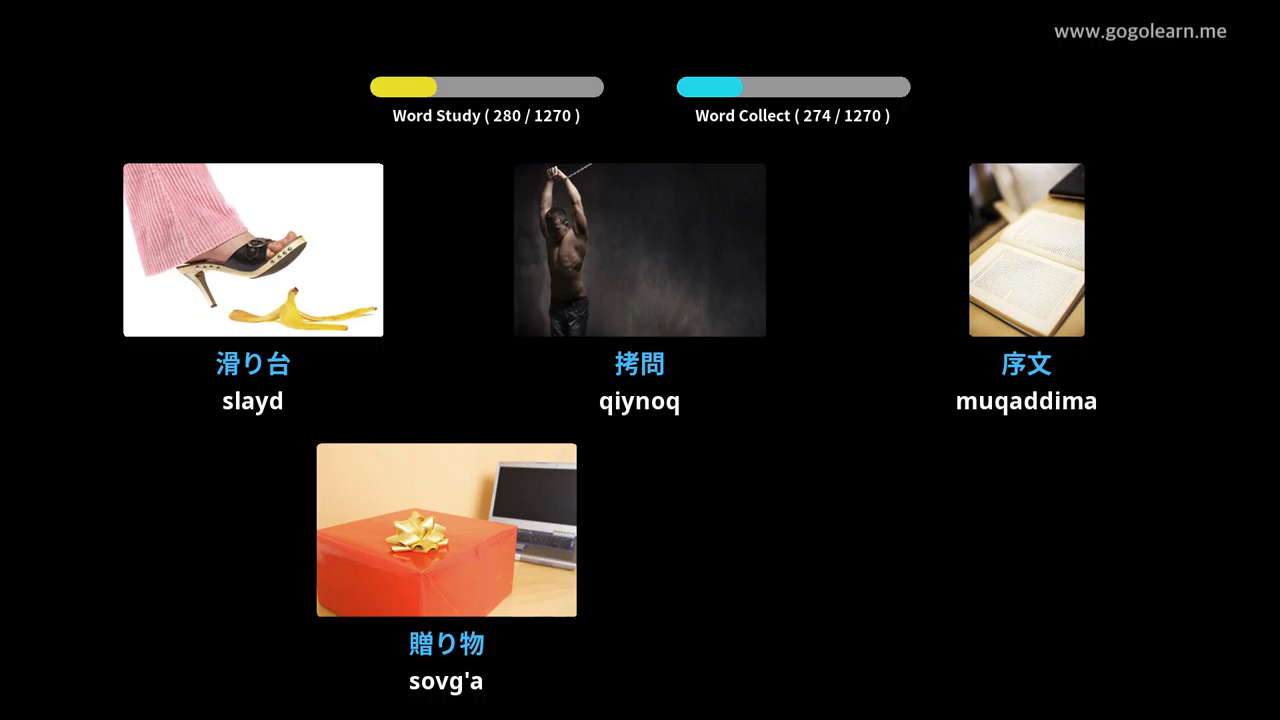 www.gogolearn.me
Word Study ( 280 / 1270 )
Word Collect ( 274 / 1270 )
滑り台
slayd
拷問
qiynoq
序文
muqaddima
贈り物
sovg'a